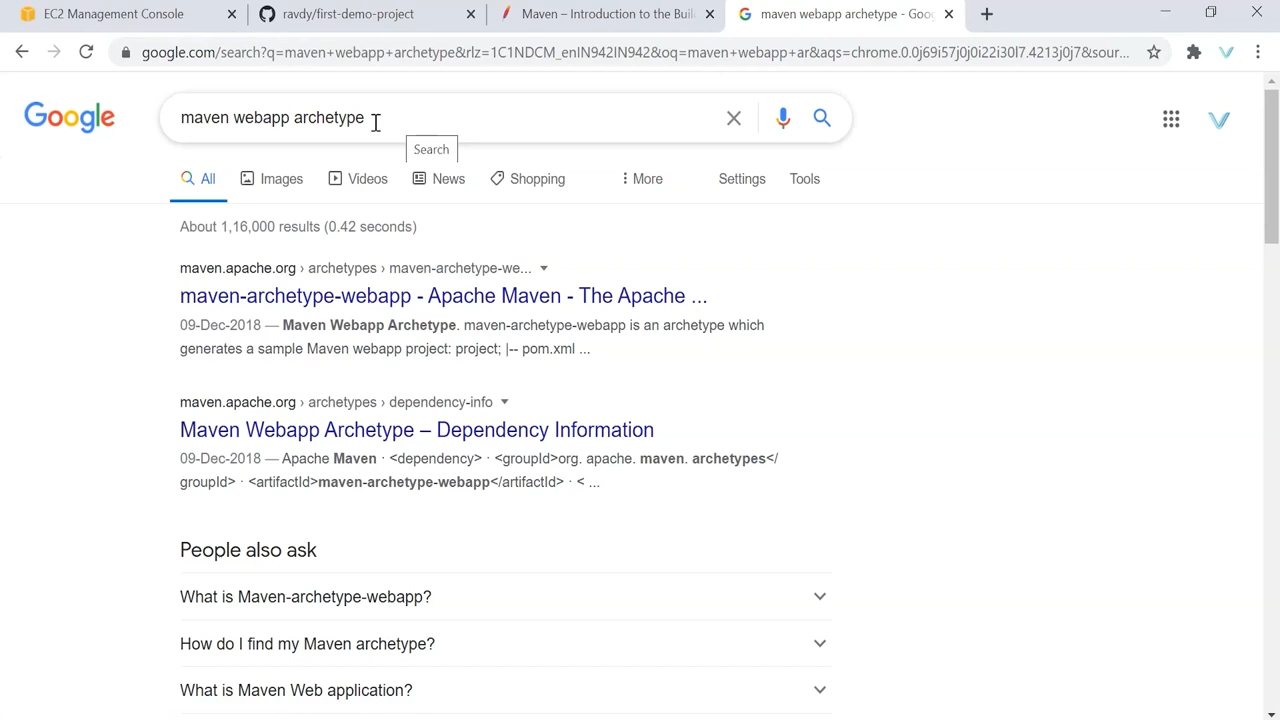 EC2 Management Console
ravdy/first-demo-project
Maven – Introduction to the Buil
maven webapp archetype - Goog
google.com/search?q=maven+webapp+archetype&rlz=1C1NDCM_enIN942IN942&oq=maven+webapp+ar&aqs=chrome.0.0j69i57j0j0i22i30l7.4213j0j7&sour...
Google
maven webapp archetype
Search
All Images Videos News Shopping More Settings Tools
About 1,16,000 results (0.42 seconds)
maven.apache.org › archetypes › maven-archetype-we...
maven-archetype-webapp - Apache Maven - The Apache ...
09-Dec-2018 — Maven Webapp Archetype. maven-archetype-webapp is an archetype which
generates a sample Maven webapp project: project; |-- pom.xml ...
maven.apache.org › archetypes › dependency-info
Maven Webapp Archetype – Dependency Information
09-Dec-2018 — Apache Maven · <dependency> · <groupId>org. apache. maven. archetypes</
groupId> · <artifactId>maven-archetype-webapp</artifactId> · < ...
People also ask
What is Maven-archetype-webapp?
How do I find my Maven archetype?
What is Maven Web application?